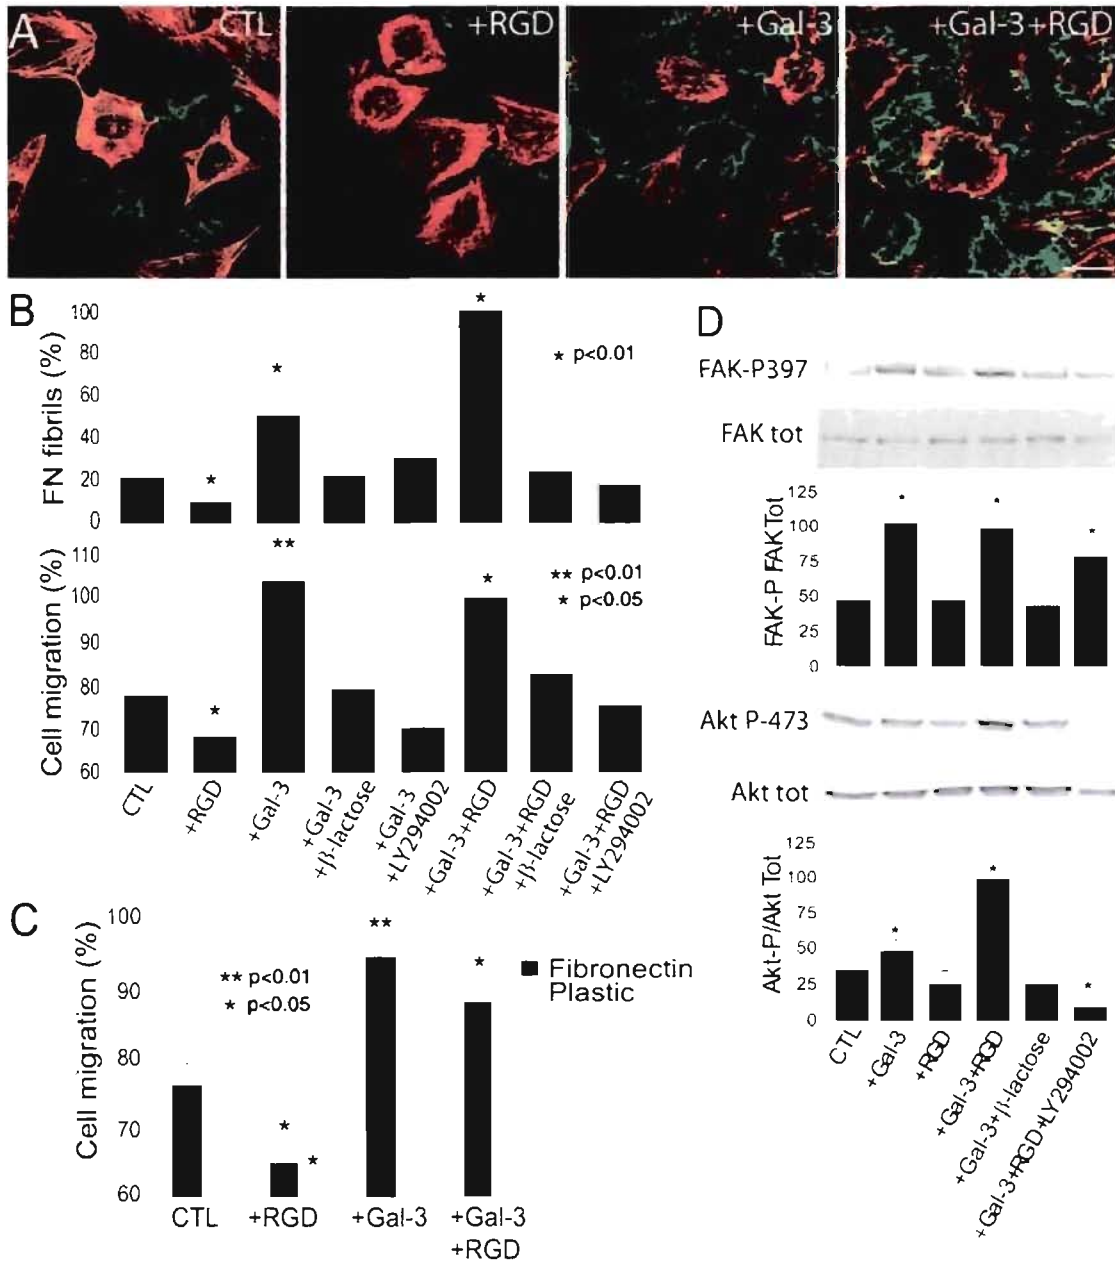 A
CTL
+RGD
+Gal-3
+Gal-3+RGD
B
FN fibrils (%)
100
80
60
40
20
0
*
*
*
* p<0.01
Cell migration (%)
110
100
90
80
70
60
*
**
*
** p<0.01
* p<0.05
CTL
+RGD
+Gal-3
+Gal-3
+β-lactose
+Gal-3
+LY294002
+Gal-3+RGD
+Gal-3+RGD
+β-lactose
+Gal-3+RGD
+LY294002
C
Cell migration (%)
100
90
80
70
60
** p<0.01
* p<0.05
*
*
**
*
Fibronectin
Plastic
CTL
+RGD
+Gal-3
+Gal-3
+RGD
D
FAK-P397
FAK tot
FAK-P FAKTot
125
100
75
50
25
0
*
*
*
Akt P-473
Akt tot
Akt-P/Akt Tot
125
100
75
50
25
0
*
*
*
CTL
+Gal-3
+RGD
+Gal-3+RGD
+Gal-3+β-lactose
+Gal-3+RGD+LY294002